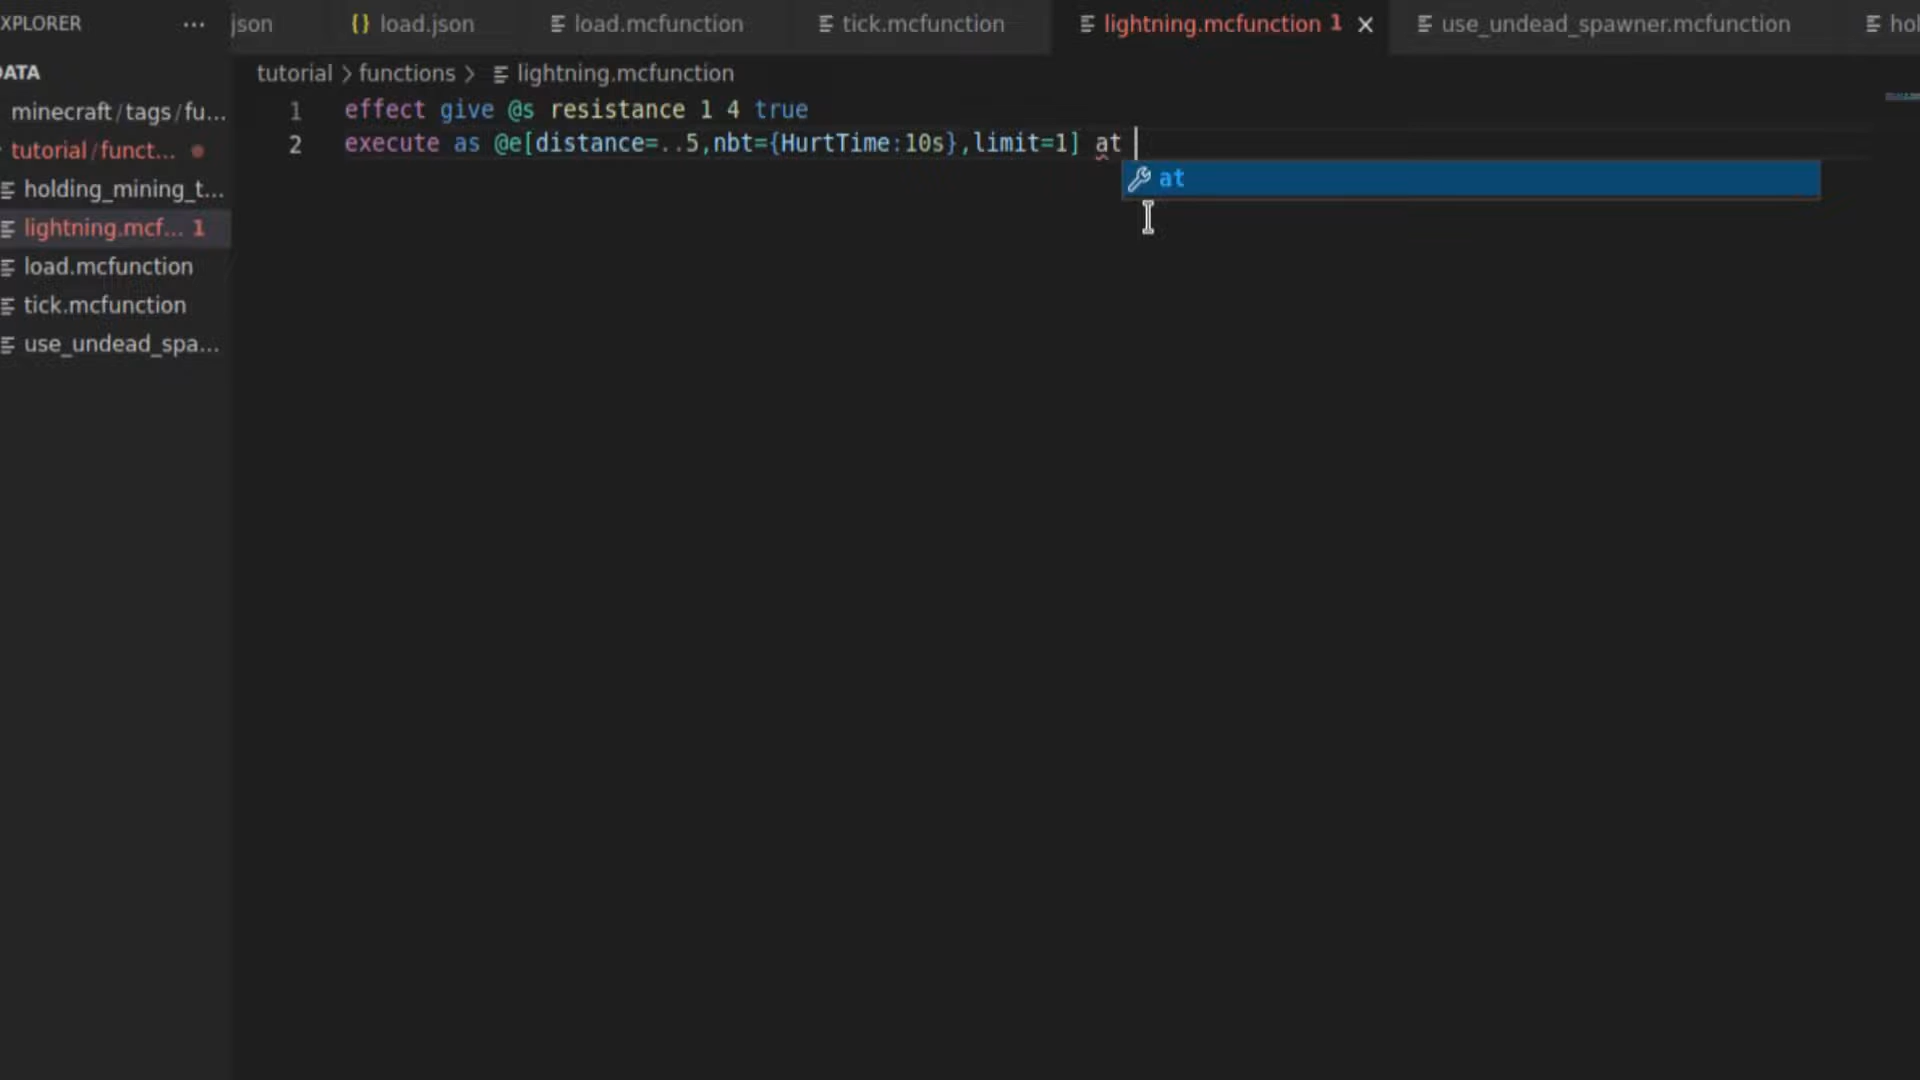 XPLORER ...
json
load.json
load.mcfunction
tick.mcfunction
lightning.mcfunction 1
use_undead_spawner.mcfunction
hol
DATA
minecraft/tags/fu...
tutorial/funct...
holding_mining_t...
lightning.mcf... 1
load.mcfunction
tick.mcfunction
use_undead_spa...
tutorial > functions > lightning.mcfunction
1 effect give @s resistance 1 4 true
2 execute as @e[distance=..5,nbt={HurtTime:10s},limit=1] at
at